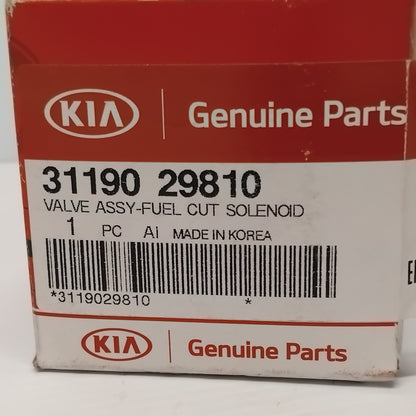 KIA Genuine Parts
31190 29810
VALVE ASSY-FUEL CUT SOLENOID
1 PC A1 MADE IN KOREA
*3119029810 *
KIA Genuine Parts